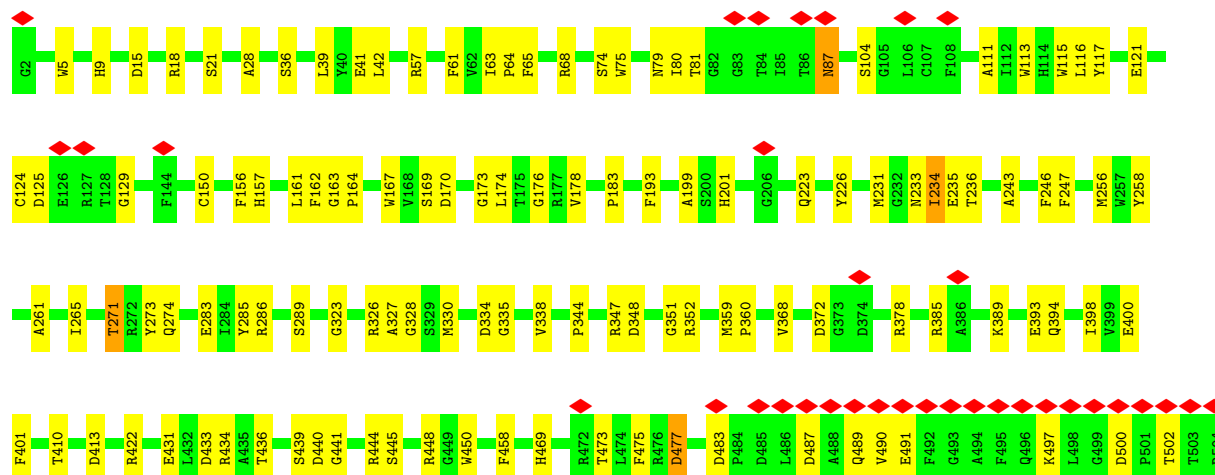 G2 W5 H9 D15 R18 S21 A28 S36 L39 Y40 E41 L42 R57 F61 V62 I63 P64 F65 R68 S74 W75 N79 I80 T81 G82 G83 T84 I85 T86 N87 S104 G105 L106 C107 F108 A111 I112 W113 H114 W115 L116 Y117 E121
C124 D125 E126 R127 T128 G129 F144 C150 F156 H157 L161 F162 G163 P164 W167 V168 S169 D170 G173 L174 T175 G176 R177 V178 P183 F193 A199 S200 H201 G206 Q223 Y226 M231 G232 N233 I234 E235 T236 A243 F246 F247 M256 W257 Y258
A261 I265 T271 R272 Y273 Q274 E283 I284 Y285 R286 S289 G323 R326 A327 G328 S329 M330 D334 G335 V338 P344 R347 D348 G351 R352 M359 P360 V368 D372 G373 D374 R378 R385 A386 K389 E393 Q394 I398 V399 E400
F401 T410 D413 R422 E431 L432 D433 R434 A435 T436 S439 D440 G441 R444 S445 R448 G449 W450 F458 H469 R472 T473 L474 F475 R476 D477 D483 P484 D485 L486 D487 A488 Q489 V490 E491 F492 G493 A494 F495 Q496 K497 L498 G499 D500 P501 T502 T503